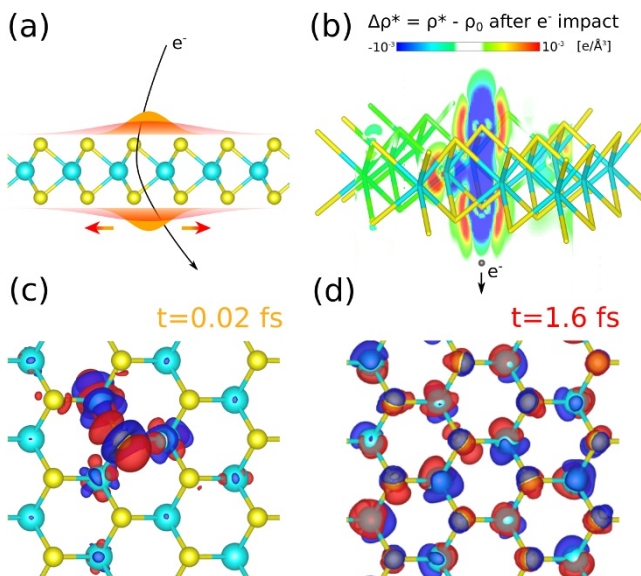 (a)
e⁻
(b)
Δρ* = ρ* - ρ₀ after e⁻ impact
-10⁻³ 10⁻³ [e/Å³]
e⁻
(c)
t=0.02 fs
(d)
t=1.6 fs